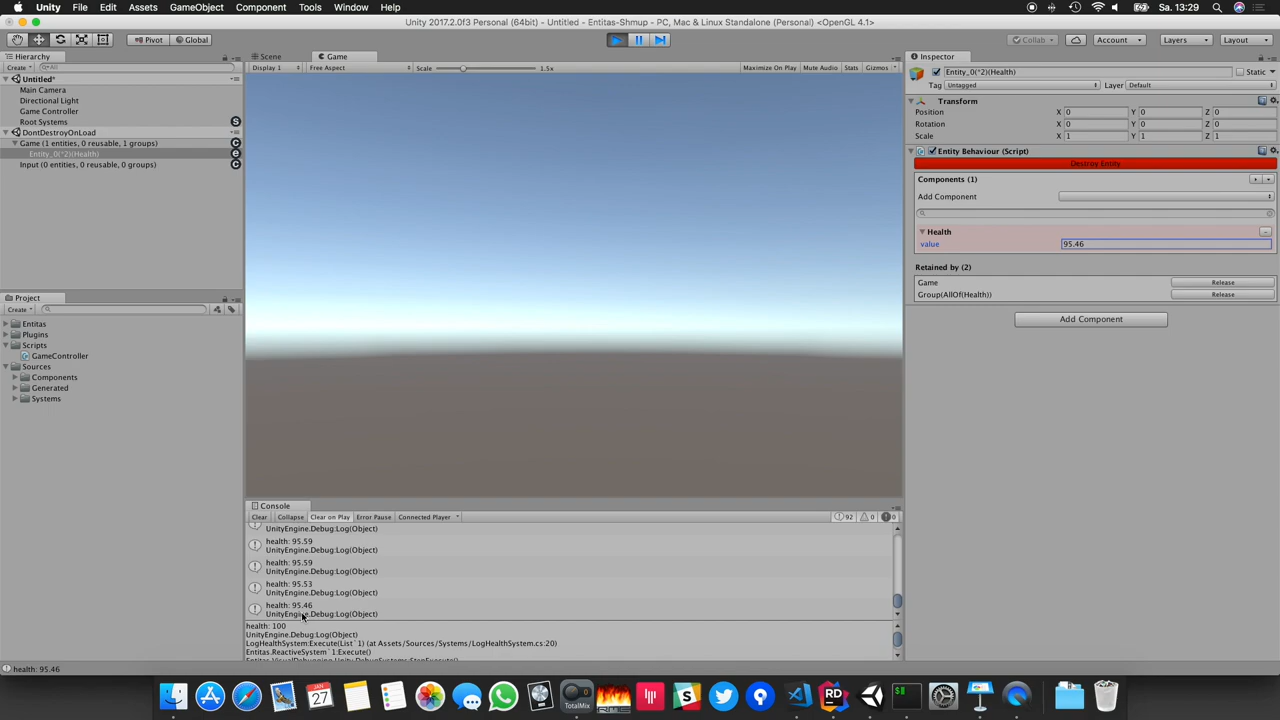 Unity File Edit Assets GameObject Component Tools Window Help
Sa. 13:29
Unity 2017.2.0f3 Personal (64bit) - Untitled - Entitas-Shmup - PC, Mac & Linux Standalone (Personal) <OpenGL 4.1>
Pivot Global
Collab Account Layers Layout
Hierarchy
Create All
Untitled*
Main Camera
Directional Light
Game Controller
Root Systems S
DontDestroyOnLoad
Game (1 entities, 0 reusable, 1 groups) C
Entity_0(*2)(Health) e
Input (0 entities, 0 reusable, 0 groups) C
Project
Create
Entitas
Plugins
Scripts
GameController
Sources
Components
Generated
Systems
Scene Game
Display 1 Free Aspect Scale 1.5x Maximize On Play Mute Audio Stats Gizmos
Console
Clear Collapse Clear on Play Error Pause Connected Player 92 0 0
UnityEngine.Debug:Log(Object)
health: 95.59
UnityEngine.Debug:Log(Object)
health: 95.59
UnityEngine.Debug:Log(Object)
health: 95.53
UnityEngine.Debug:Log(Object)
health: 95.46
UnityEngine.Debug:Log(Object)
health: 100
UnityEngine.Debug:Log(Object)
LogHealthSystem:Execute(List`1) (at Assets/Sources/Systems/LogHealthSystem.cs:20)
Entitas.ReactiveSystem`1:Execute()
Entitas.VisualDebugging.Unity.DebugSystems:StepExecute()
health: 95.46
Inspector
Entity_0(*2)(Health) Static
Tag Untagged Layer Default
Transform
Position X 0 Y 0 Z 0
Rotation X 0 Y 0 Z 0
Scale X 1 Y 1 Z 1
Entity Behaviour (Script)
Destroy Entity
Components (1)
Add Component
Health
value 95.46
Retained by (2)
Game Release
Group(AllOf(Health)) Release
Add Component
JAN
27
TotalMix
RD